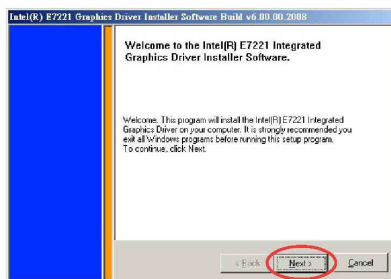 Intel(R) E7221 Graphics Driver Installer Software Build v6.00.00.2008
Welcome to the Intel(R) E7221 Integrated
Graphics Driver Installer Software.
Welcome. This program will install the Intel(R) E7221 Integrated
Graphics Driver on your computer. It is strongly recommended you
exit all Windows programs before running this setup program.
To continue, click Next.
< Back
Next >
Cancel